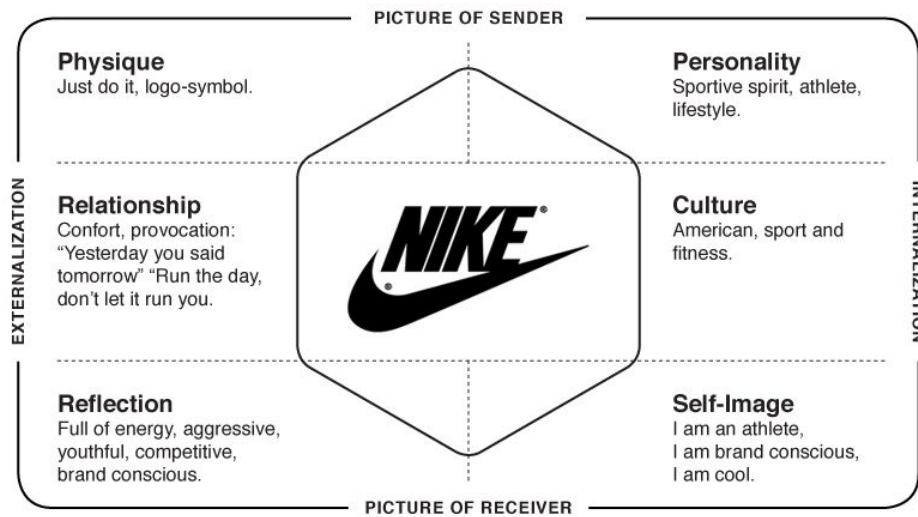 PICTURE OF SENDER
Physique
Just do it, logo-symbol.
Personality
Sportive spirit, athlete,
lifestyle.
EXTERNALIZATION
Relationship
Confort, provocation:
“Yesterday you said
tomorrow” “Run the day,
don’t let it run you.
NIKE®
®
Culture
American, sport and
fitness.
INTERNALIZATION
Reflection
Full of energy, aggressive,
youthful, competitive,
brand conscious.
Self-Image
I am an athlete,
I am brand conscious,
I am cool.
PICTURE OF RECEIVER